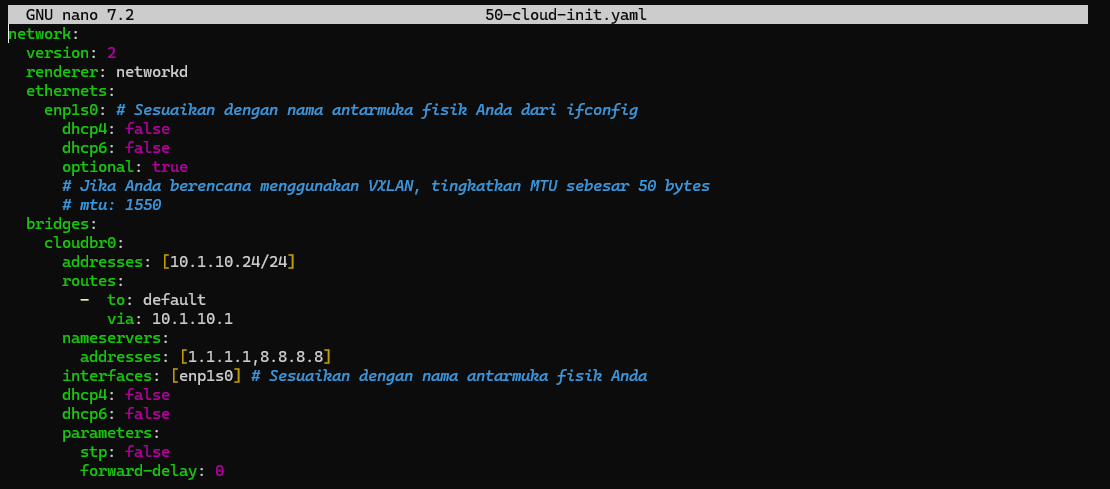 GNU nano 7.2 50-cloud-init.yaml
network:
  version: 2
  renderer: networkd
  ethernets:
    enp1s0: # Sesuaikan dengan nama antarmuka fisik Anda dari ifconfig
      dhcp4: false
      dhcp6: false
      optional: true
      # Jika Anda berencana menggunakan VXLAN, tingkatkan MTU sebesar 50 bytes
      # mtu: 1550
  bridges:
    cloudbr0:
      addresses: [10.1.10.24/24]
      routes:
        -  to: default
           via: 10.1.10.1
      nameservers:
        addresses: [1.1.1.1,8.8.8.8]
      interfaces: [enp1s0] # Sesuaikan dengan nama antarmuka fisik Anda
      dhcp4: false
      dhcp6: false
      parameters:
        stp: false
        forward-delay: 0